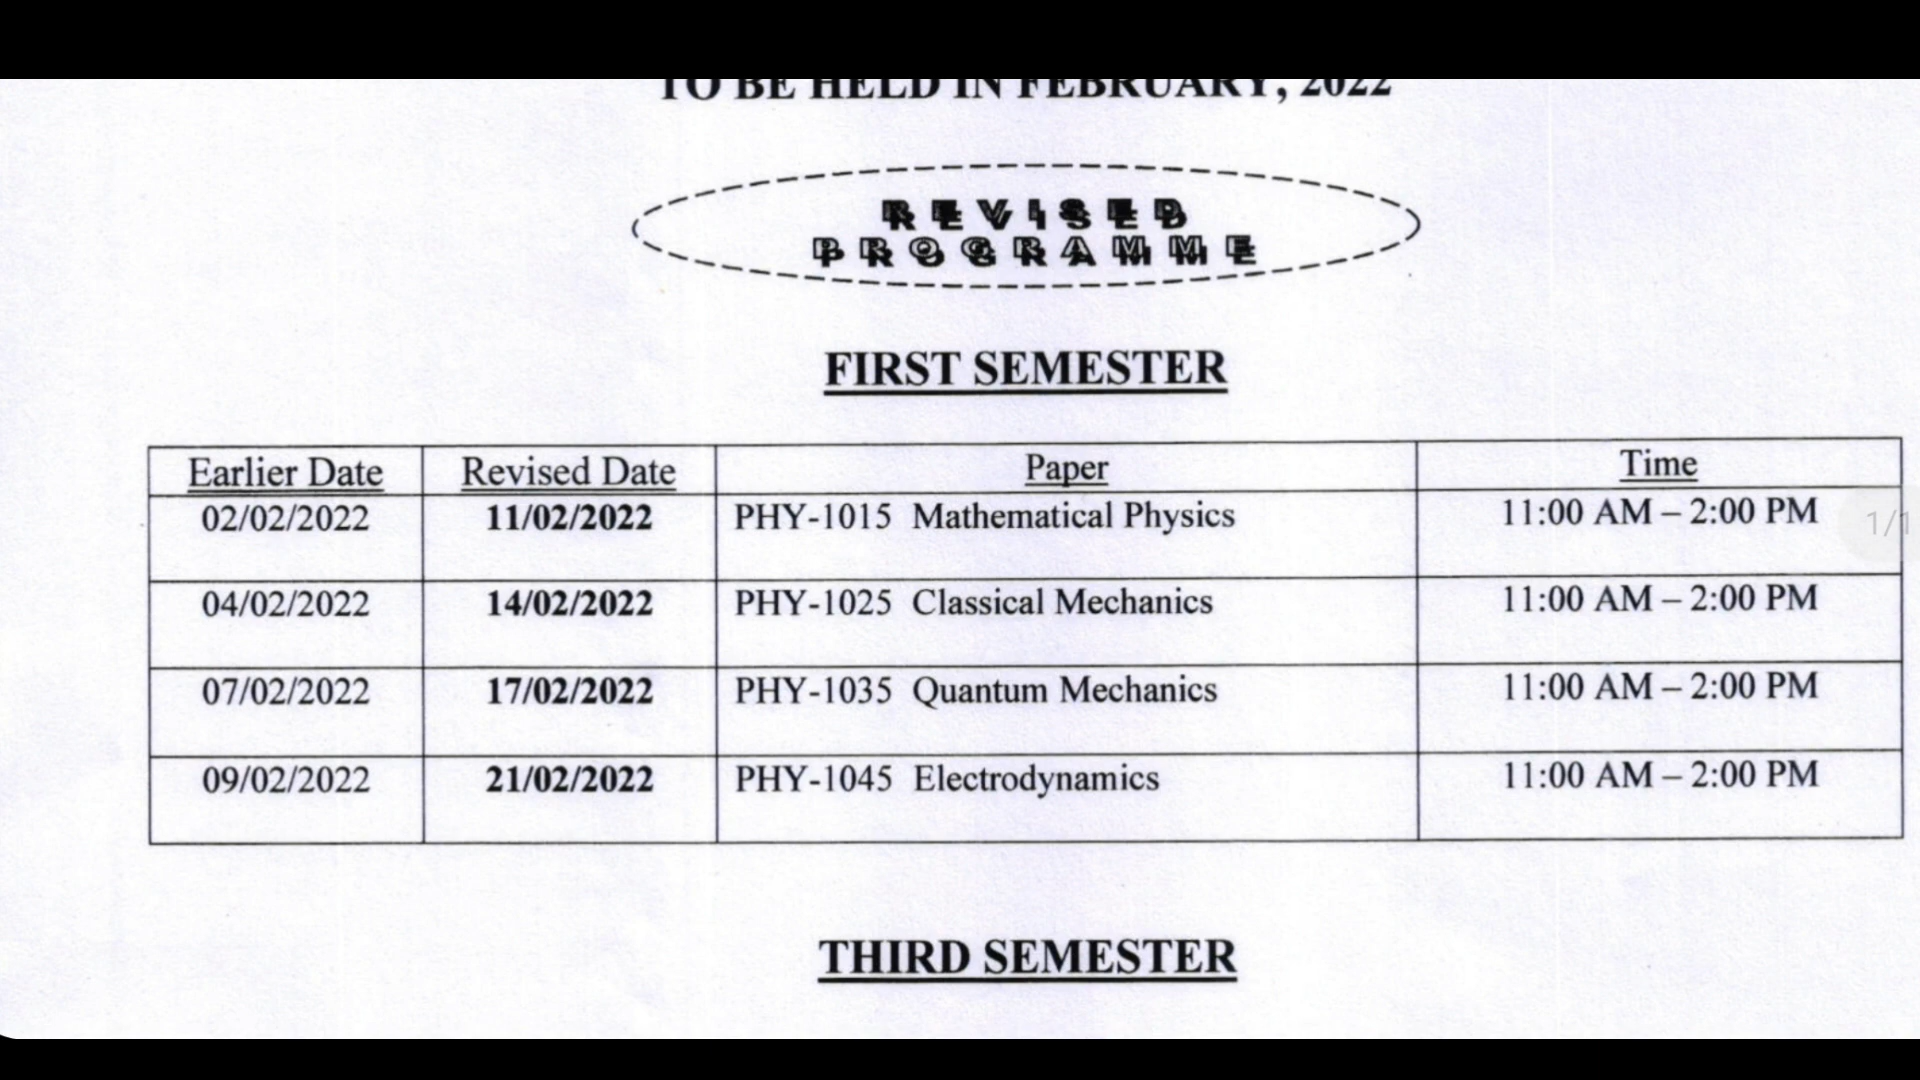 TO BE HELD IN FEBRUARY, 2022
REVISED
PROGRAMME
FIRST SEMESTER
Earlier Date Revised Date Paper Time
02/02/2022 11/02/2022 PHY-1015 Mathematical Physics 11:00 AM – 2:00 PM
1/1
04/02/2022 14/02/2022 PHY-1025 Classical Mechanics 11:00 AM – 2:00 PM
07/02/2022 17/02/2022 PHY-1035 Quantum Mechanics 11:00 AM – 2:00 PM
09/02/2022 21/02/2022 PHY-1045 Electrodynamics 11:00 AM – 2:00 PM
THIRD SEMESTER